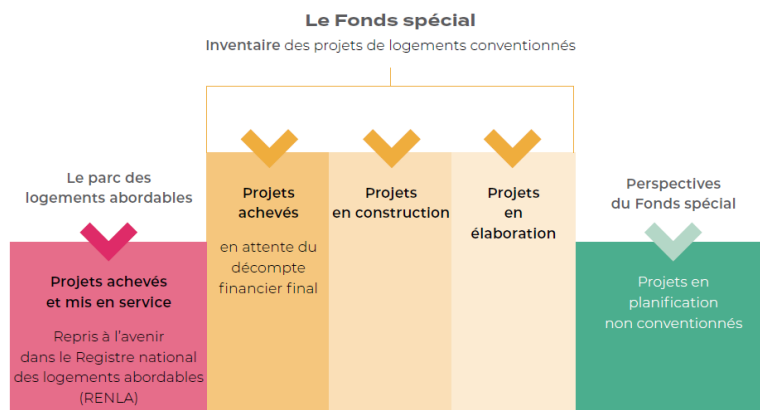 Le Fonds spécial
Inventaire des projets de logements conventionnés
Le parc des
logements abordables
Projets achevés
et mis en service
Repris à l'avenir
dans le Registre national
des logements abordables
(RENLA)
Projets
achevés
en attente du
décompte
financier final
Projets
en construction
Projets
en
élaboration
Perspectives
du Fonds spécial
Projets en
planification
non conventionnés